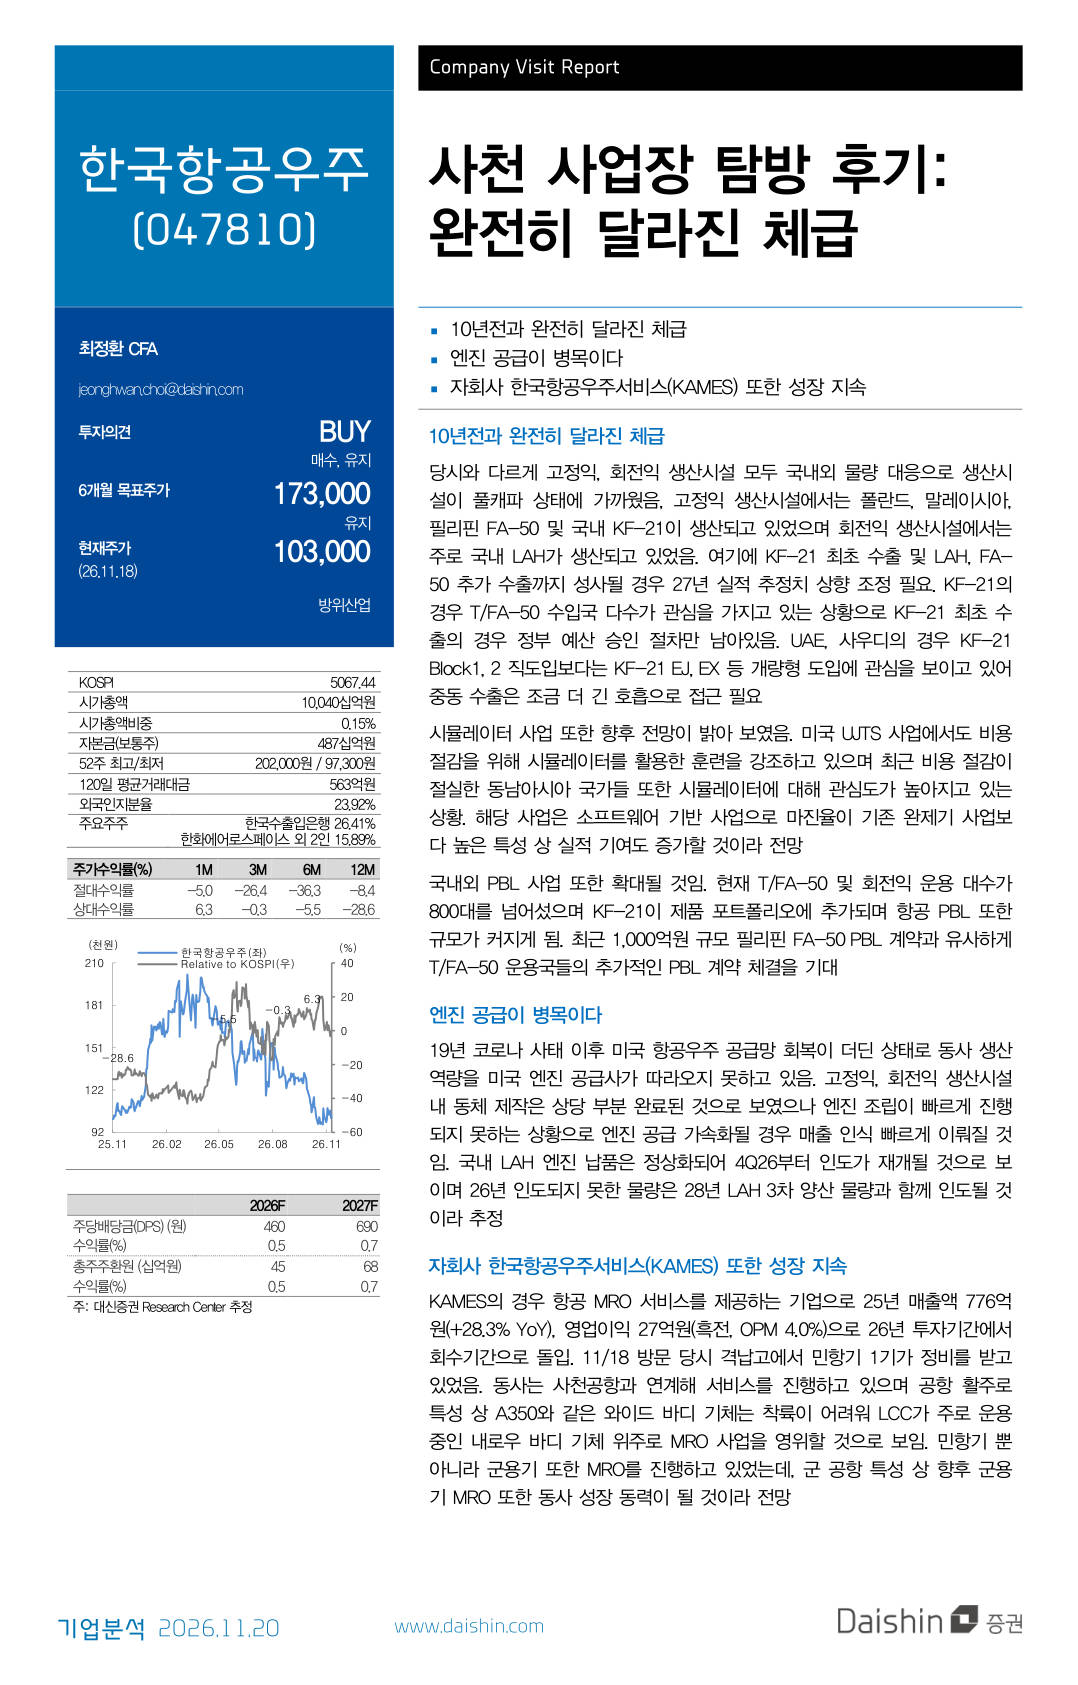 Company Visit Report
한국항공우주
(047810)
사천 사업장 탐방 후기:
완전히 달라진 체급
최정환 CFA
jeonghwan.choi@daishin.com
투자의견 BUY
매수, 유지
6개월 목표주가 173,000
유지
현재주가 103,000
(26.11.18)
방위산업
KOSPI 5067.44
시가총액 10,040십억원
시가총액비중 0.15%
자본금(보통주) 487십억원
52주 최고/최저 202,000원 / 97,300원
120일 평균거래대금 563억원
외국인지분율 23.92%
주요주주 한국수출입은행 26.41%
한화에어로스페이스 외 2인 15.89%
주가수익률(%) 1M 3M 6M 12M
절대수익률 -5.0 -26.4 -36.3 -8.4
상대수익률 6.3 -0.3 -5.5 -28.6
(천원) (%)
한국항공우주(좌)
Relative to KOSPI(우)
210 40
181 20
151 0
122 -20
92 -40
-60
-28.6
-5.5
-0.3
6.3
25.11 26.02 26.05 26.08 26.11
2026F 2027F
주당배당금(DPS) (원) 460 690
수익률(%) 0.5 0.7
총주주환원 (십억원) 45 68
수익률(%) 0.5 0.7
주: 대신증권 Research Center 추정
▪ 10년전과 완전히 달라진 체급
▪ 엔진 공급이 병목이다
▪ 자회사 한국항공우주서비스(KAMES) 또한 성장 지속
10년전과 완전히 달라진 체급
당시와 다르게 고정익, 회전익 생산시설 모두 국내외 물량 대응으로 생산시
설이 풀캐파 상태에 가까웠음. 고정익 생산시설에서는 폴란드, 말레이시아,
필리핀 FA-50 및 국내 KF-21이 생산되고 있었으며 회전익 생산시설에서는
주로 국내 LAH가 생산되고 있었음. 여기에 KF-21 최초 수출 및 LAH, FA-
50 추가 수출까지 성사될 경우 27년 실적 추정치 상향 조정 필요. KF-21의
경우 T/FA-50 수입국 다수가 관심을 가지고 있는 상황으로 KF-21 최초 수
출의 경우 정부 예산 승인 절차만 남아있음. UAE, 사우디의 경우 KF-21
Block1, 2 직도입보다는 KF-21 EJ, EX 등 개량형 도입에 관심을 보이고 있어
중동 수출은 조금 더 긴 호흡으로 접근 필요
시뮬레이터 사업 또한 향후 전망이 밝아 보였음. 미국 UJTS 사업에서도 비용
절감을 위해 시뮬레이터를 활용한 훈련을 강조하고 있으며 최근 비용 절감이
절실한 동남아시아 국가들 또한 시뮬레이터에 대해 관심도가 높아지고 있는
상황. 해당 사업은 소프트웨어 기반 사업으로 마진율이 기존 완제기 사업보
다 높은 특성 상 실적 기여도 증가할 것이라 전망
국내외 PBL 사업 또한 확대될 것임. 현재 T/FA-50 및 회전익 운용 대수가
800대를 넘어섰으며 KF-21이 제품 포트폴리오에 추가되며 항공 PBL 또한
규모가 커지게 됨. 최근 1,000억원 규모 필리핀 FA-50 PBL 계약과 유사하게
T/FA-50 운용국들의 추가적인 PBL 계약 체결을 기대
엔진 공급이 병목이다
19년 코로나 사태 이후 미국 항공우주 공급망 회복이 더딘 상태로 동사 생산
역량을 미국 엔진 공급사가 따라오지 못하고 있음. 고정익, 회전익 생산시설
내 동체 제작은 상당 부분 완료된 것으로 보였으나 엔진 조립이 빠르게 진행
되지 못하는 상황으로 엔진 공급 가속화될 경우 매출 인식 빠르게 이뤄질 것
임. 국내 LAH 엔진 납품은 정상화되어 4Q26부터 인도가 재개될 것으로 보
이며 26년 인도되지 못한 물량은 28년 LAH 3차 양산 물량과 함께 인도될 것
이라 추정
자회사 한국항공우주서비스(KAMES) 또한 성장 지속
KAMES의 경우 항공 MRO 서비스를 제공하는 기업으로 25년 매출액 776억
원(+28.3% YoY), 영업이익 27억원(흑전, OPM 4.0%)으로 26년 투자기간에서
회수기간으로 돌입. 11/18 방문 당시 격납고에서 민항기 1기가 정비를 받고
있었음. 동사는 사천공항과 연계해 서비스를 진행하고 있으며 공항 활주로
특성 상 A350와 같은 와이드 바디 기체는 착륙이 어려워 LCC가 주로 운용
중인 내로우 바디 기체 위주로 MRO 사업을 영위할 것으로 보임. 민항기 뿐
아니라 군용기 또한 MRO를 진행하고 있었는데, 군 공항 특성 상 향후 군용
기 MRO 또한 동사 성장 동력이 될 것이라 전망
기업분석 2026.11.20
www.daishin.com
Daishin 증권